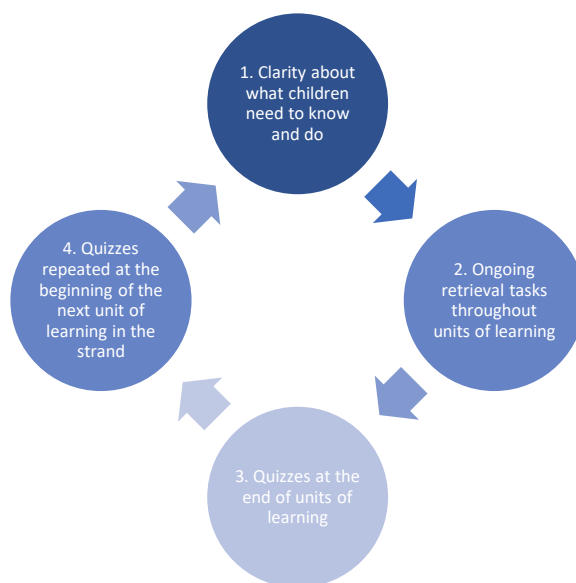 1. Clarity about
what children
need to know
and do
2. Ongoing
retrieval tasks
throughout
units of learning
3. Quizzes at the
end of units of
learning
4. Quizzes
repeated at the
beginning of the
next unit of
learning in the
strand